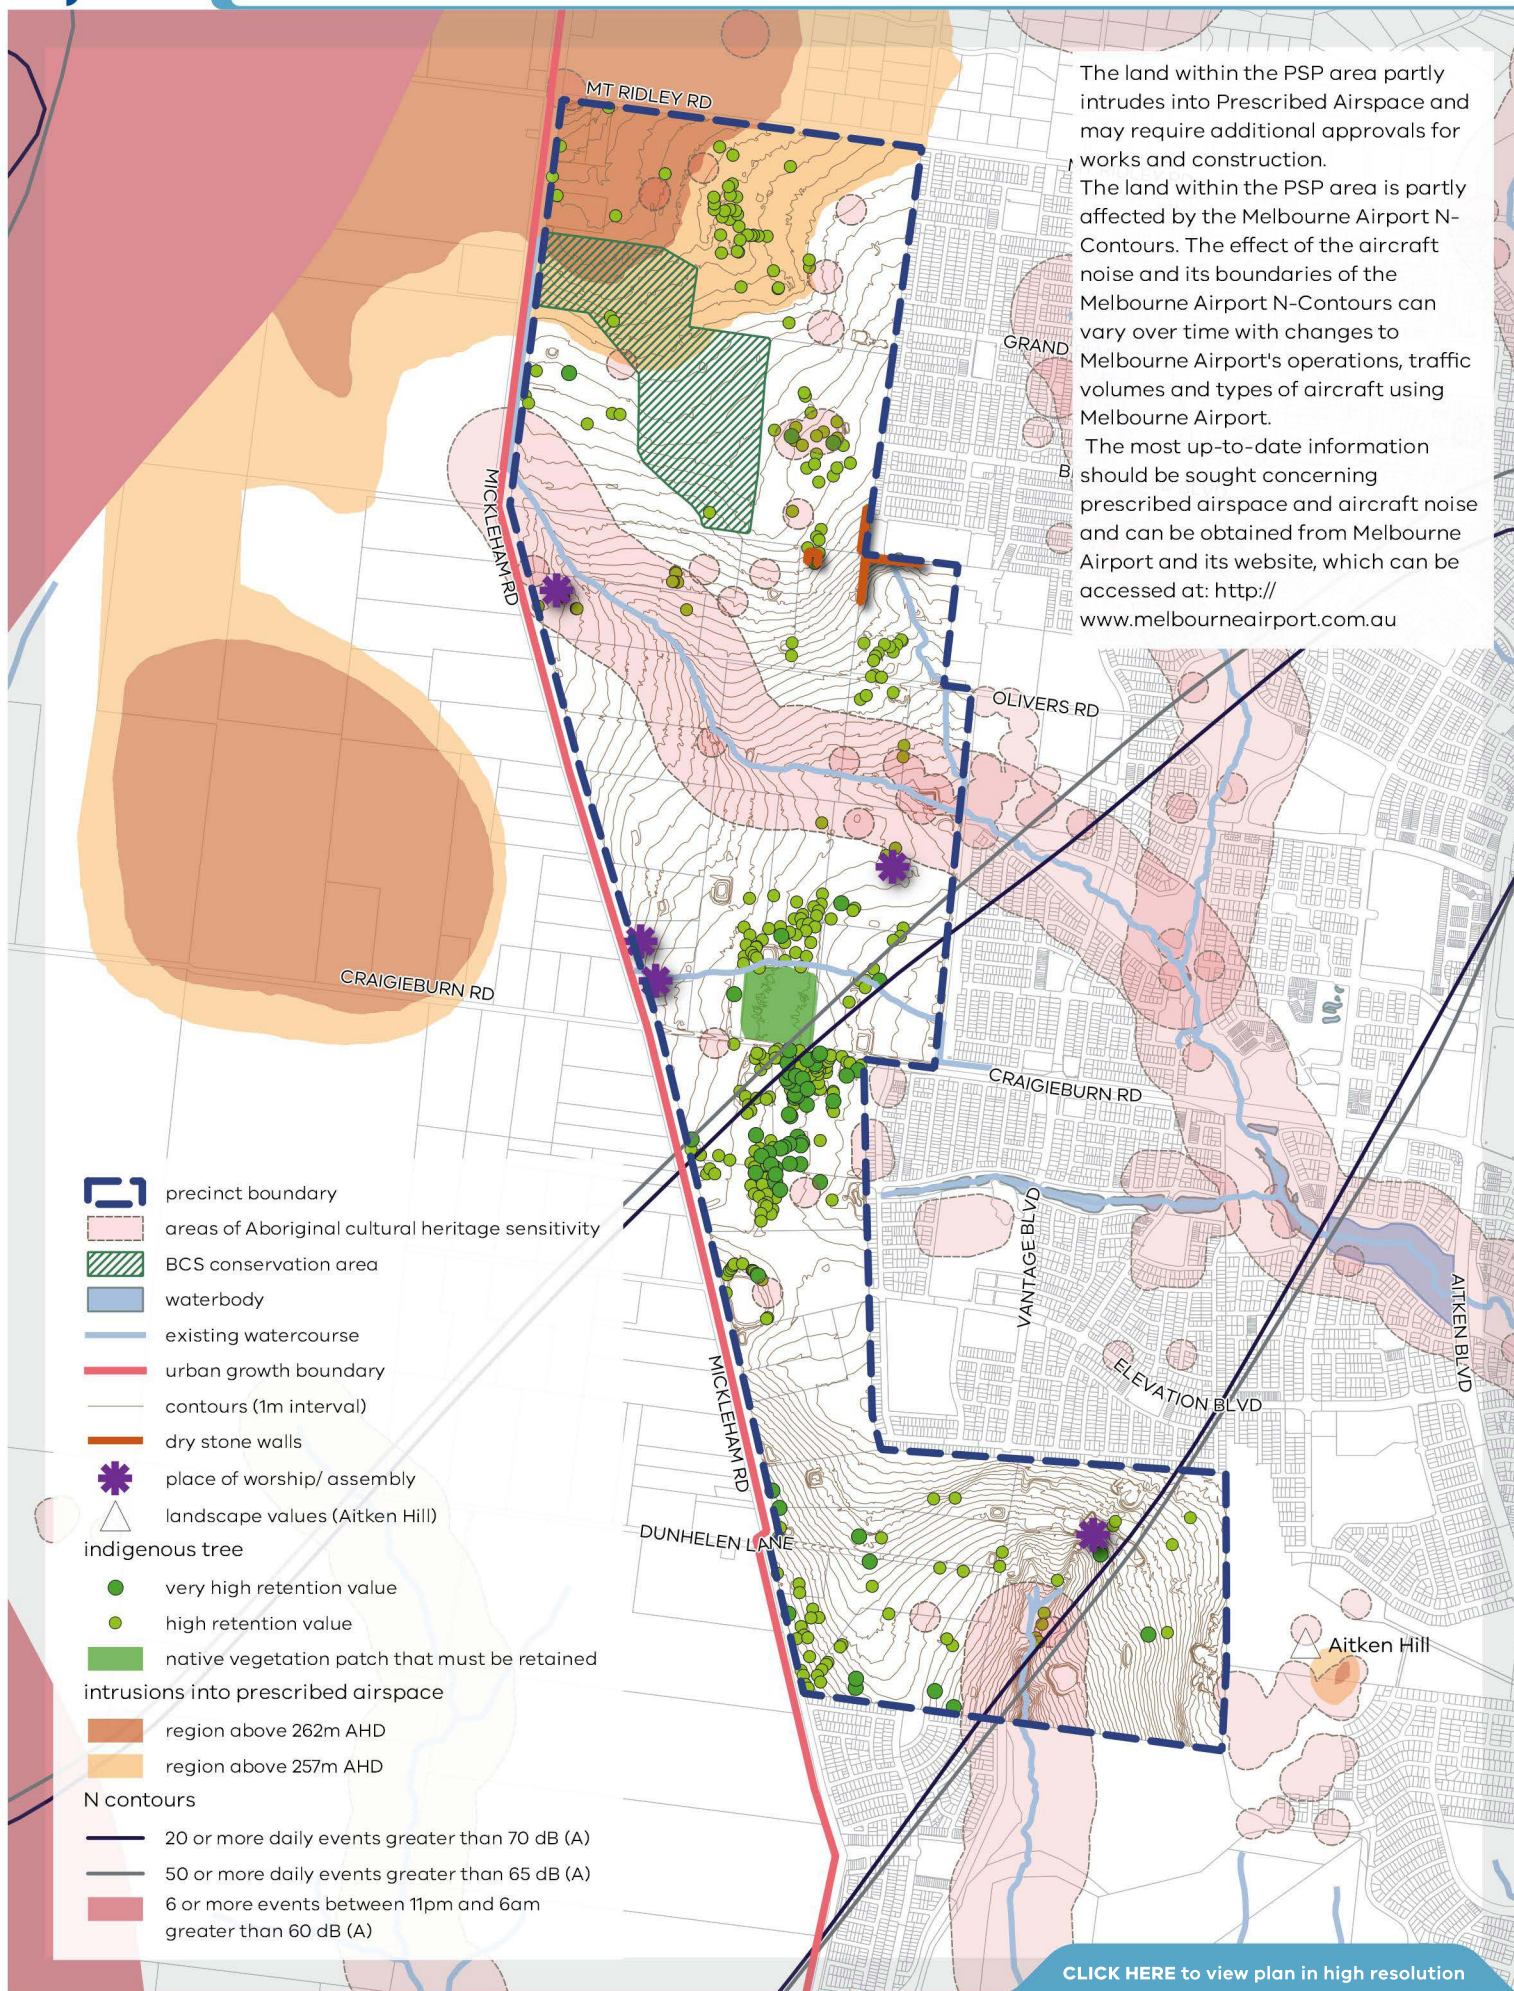 The land within the PSP area partly
intrudes into Prescribed Airspace and
may require additional approvals for
works and construction.
The land within the PSP area is partly
affected by the Melbourne Airport N-
Contours. The effect of the aircraft
noise and its boundaries of the
Melbourne Airport N-Contours can
vary over time with changes to
Melbourne Airport's operations, traffic
volumes and types of aircraft using
Melbourne Airport.
The most up-to-date information
should be sought concerning
prescribed airspace and aircraft noise
and can be obtained from Melbourne
Airport and its website, which can be
accessed at: http://
www.melbourneairport.com.au
MT RIDLEY RD
GRAND
B
MICKLEHAM RD
OLIVERS RD
CRAIGIEBURN RD
CRAIGIEBURN RD
VANTAGE BLVD
AITKEN BLVD
ELEVATION BLVD
MICKLEHAM RD
DUNHELEN LANE
Aitken Hill
precinct boundary
areas of Aboriginal cultural heritage sensitivity
BCS conservation area
waterbody
existing watercourse
urban growth boundary
contours (1m interval)
dry stone walls
place of worship/ assembly
landscape values (Aitken Hill)
indigenous tree
very high retention value
high retention value
native vegetation patch that must be retained
intrusions into prescribed airspace
region above 262m AHD
region above 257m AHD
N contours
20 or more daily events greater than 70 dB (A)
50 or more daily events greater than 65 dB (A)
6 or more events between 11pm and 6am
greater than 60 dB (A)
CLICK HERE to view plan in high resolution